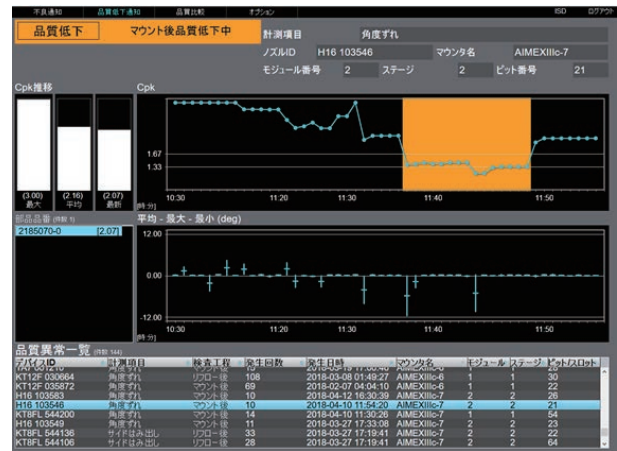 不良通知 品質低下通知 品質比較 オプション ISD ログアウト
品質低下 マウント後品質低下中
計測項目 角度ずれ
ノズルID H16 103546 マウンタ名 AIMEXIIIc-7
モジュール番号 2 ステージ 2 ピット番号 21
Cpk推移 Cpk
1.67
1.33
(3.00) (2.16) (2.07)
最大 平均 最新
[時:分] 10:30 11:20 11:30 11:40 11:50
部品品番 (件数 1) 平均 - 最大 - 最小 (deg)
2185070-0 [2.07]
12.00
0.00
-12.00
[時:分] 10:30 11:20 11:30 11:40 11:50
品質異常一覧 (件数 144)
デバイスID 計測項目 検査工程 発生回数 発生日時 マウンタ名 モジュール ステージ ピット/スロット
KT12F 030664 角度ずれ リフロー後 108 2018-03-08 01:49:27 AIMEXIIIc-6 1 1 30
KT12F 035872 角度ずれ リフロー後 69 2018-02-07 04:04:10 AIMEXIIIc-6 1 1 22
H16 103583 角度ずれ マウント後 10 2018-04-12 16:30:39 AIMEXIIIc-7 2 2 26
H16 103546 角度ずれ マウント後 10 2018-04-10 11:54:20 AIMEXIIIc-7 2 2 21
KT8FL 544200 角度ずれ マウント後 14 2018-04-10 11:30:26 AIMEXIIIc-7 1 1 54
H16 103549 角度ずれ マウント後 11 2018-03-27 17:33:08 AIMEXIIIc-7 2 2 23
KT8FL 544136 サイドはみ出し リフロー後 33 2018-03-27 17:19:41 AIMEXIIIc-7 2 2 22
KT8FL 544106 サイドはみ出し リフロー後 28 2018-03-27 17:19:41 AIMEXIIIc-7 2 2 64